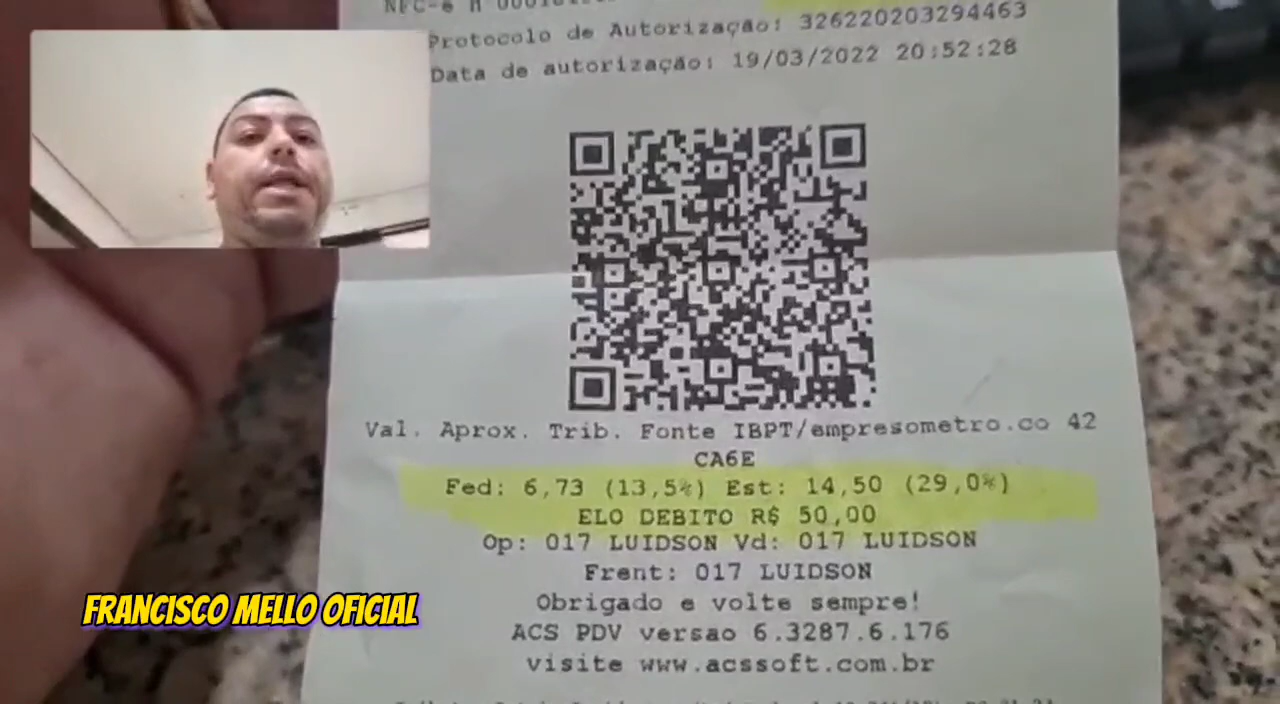 Protocolo de Autorização: 326220203294463
Data de autorização: 19/03/2022 20:52:28
Val. Aprox. Trib. Fonte IBPT/empresometro.co 42
CA6E
Fed: 6,73 (13,5%) Est: 14,50 (29,0%)
ELO DEBITO R$ 50,00
Op: 017 LUIDSON Vd: 017 LUIDSON
Frent: 017 LUIDSON
Obrigado e volte sempre!
ACS PDV versao 6.3287.6.176
visite www.acssoft.com.br
FRANCISCO MELLO OFICIAL